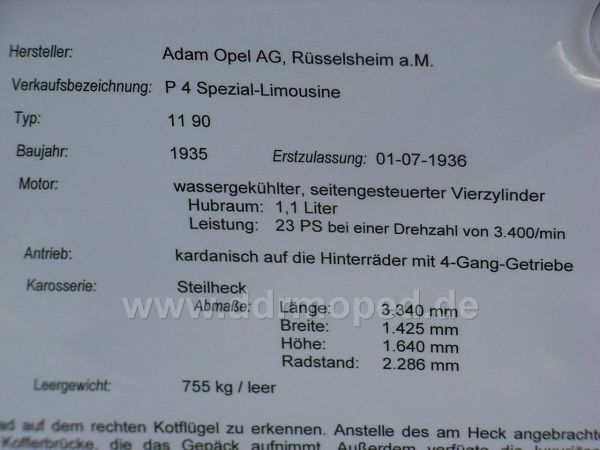 Hersteller: Adam Opel AG, Rüsselsheim a.M.
Verkaufsbezeichnung: P 4 Spezial-Limousine
Typ: 11 90
Baujahr: 1935 Erstzulassung: 01-07-1936
Motor: wassergekühlter, seitengesteuerter Vierzylinder
Hubraum: 1,1 Liter
Leistung: 23 PS bei einer Drehzahl von 3.400/min
Antrieb: kardanisch auf die Hinterräder mit 4-Gang-Getriebe
Karosserie: Steilheck
www.ddrmoped.de
Abmaße: Länge: 3.340 mm
Breite: 1.425 mm
Höhe: 1.640 mm
Radstand: 2.286 mm
Leergewicht: 755 kg / leer
auf dem rechten Kotflügel zu erkennen. Anstelle des am Heck angebrachte
Kofferbrücke, die das Gepäck aufnimmt. Außerdem verfügte die